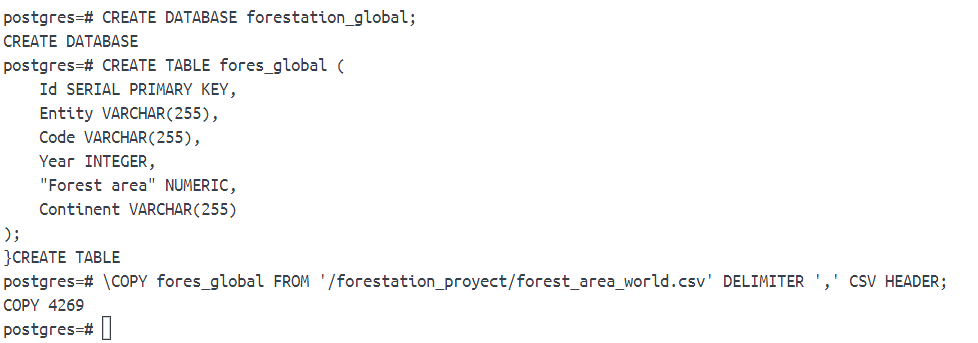 postgres=# CREATE DATABASE forestation_global;
CREATE DATABASE
postgres=# CREATE TABLE fores_global (
    Id SERIAL PRIMARY KEY,
    Entity VARCHAR(255),
    Code VARCHAR(255),
    Year INTEGER,
    "Forest area" NUMERIC,
    Continent VARCHAR(255)
);
}CREATE TABLE
postgres=# \COPY fores_global FROM '/forestation_proyect/forest_area_world.csv' DELIMITER ',' CSV HEADER;
COPY 4269
postgres=#